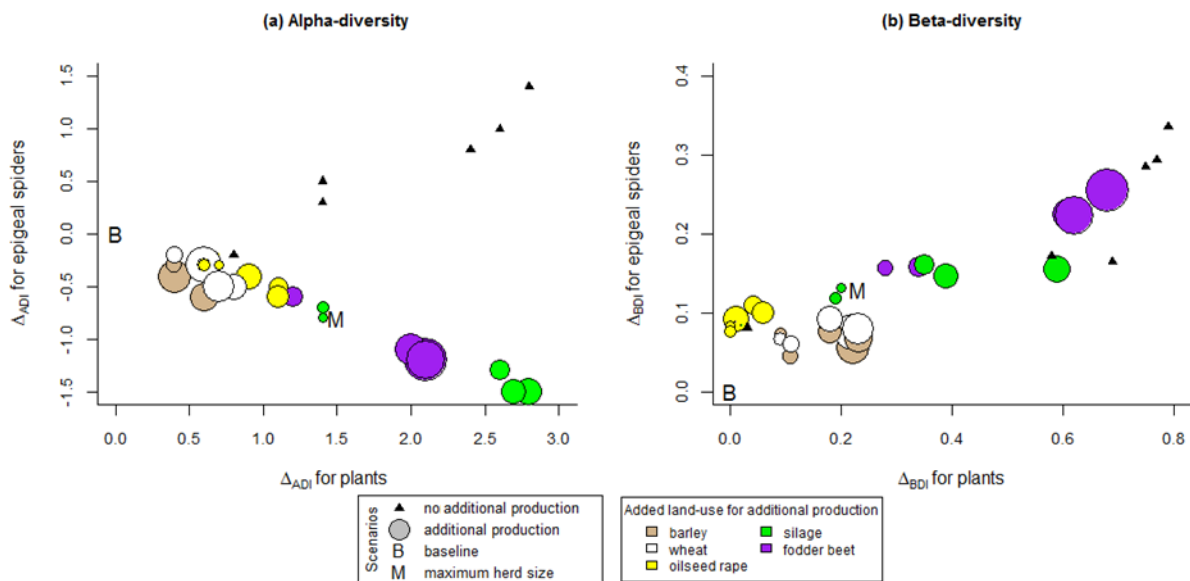 (a) Alpha-diversity
(b) Beta-diversity
Δ_ADI for epigeal spiders
1.5
1.0
0.5
0.0
-0.5
-1.0
-1.5
B
M
0.0 0.5 1.0 1.5 2.0 2.5 3.0
Δ_ADI for plants
Δ_BDI for epigeal spiders
0.4
0.3
0.2
0.1
0.0
M
B
0.0 0.2 0.4 0.6 0.8
Δ_BDI for plants
Scenarios
no additional production
additional production
B baseline
M maximum herd size
Added land-use for additional production
barley
wheat
oilseed rape
silage
fodder beet